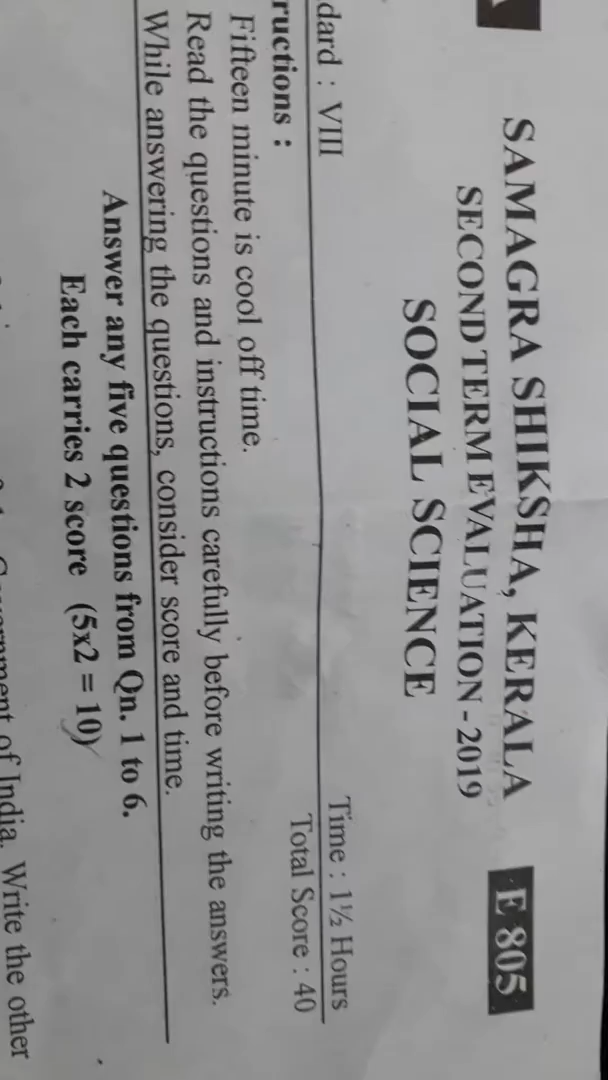 SAMAGRA SHIKSHA, KERALA
E 805
SECOND TERM EVALUATION - 2019
SOCIAL SCIENCE
dard : VIII
Time : 1½ Hours
Total Score : 40
ructions :
Fifteen minute is cool off time.
Read the questions and instructions carefully before writing the answers.
While answering the questions, consider score and time.
Answer any five questions from Qn. 1 to 6.
Each carries 2 score (5x2 = 10)
of India. Write the other